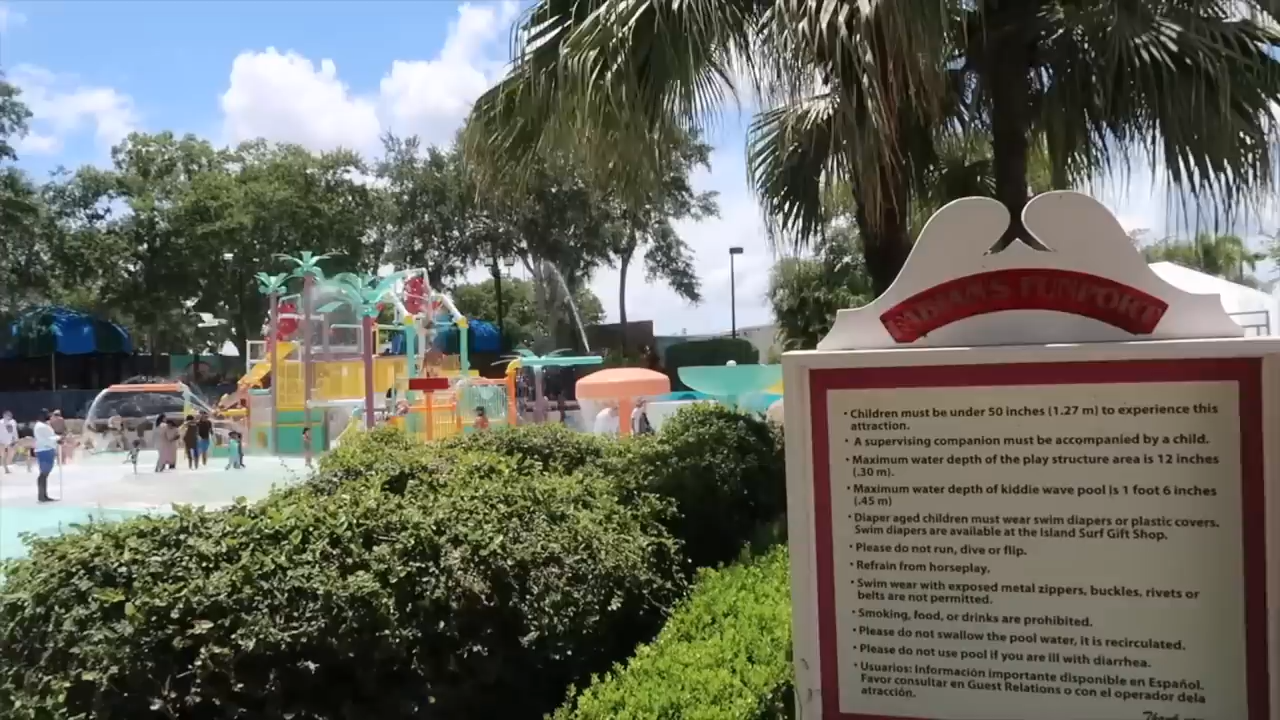 FABIAN'S FUNPORT
• Children must be under 50 inches (1.27 m) to experience this
attraction.
• A supervising companion must be accompanied by a child.
• Maximum water depth of the play structure area is 12 inches
(.30 m).
• Maximum water depth of kiddie wave pool is 1 foot 6 inches
(.45 m)
• Diaper aged children must wear swim diapers or plastic covers.
Swim diapers are available at the Island Surf Gift Shop.
• Please do not run, dive or flip.
• Refrain from horseplay.
• Swim wear with exposed metal zippers, buckles, rivets or
belts are not permitted.
• Smoking, food, or drinks are prohibited.
• Please do not swallow the pool water, it is recirculated.
• Please do not use pool if you are ill with diarrhea.
• Usuarios: Información importante disponible en Español.
Favor consultar en Guest Relations o con el operador dela
atracción.